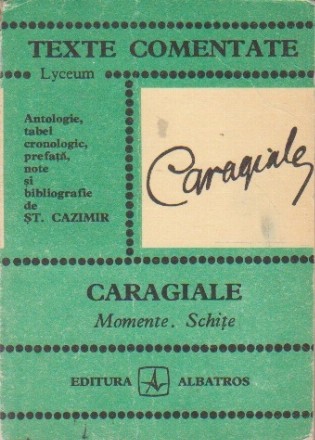 TEXTE COMENTATE
Lyceum
Antologie,
tabel
cronologic,
prefață,
note
și
bibliografie
de
ȘT. CAZIMIR
Caragiale
CARAGIALE
Momente. Schițe
EDITURA ALBATROS